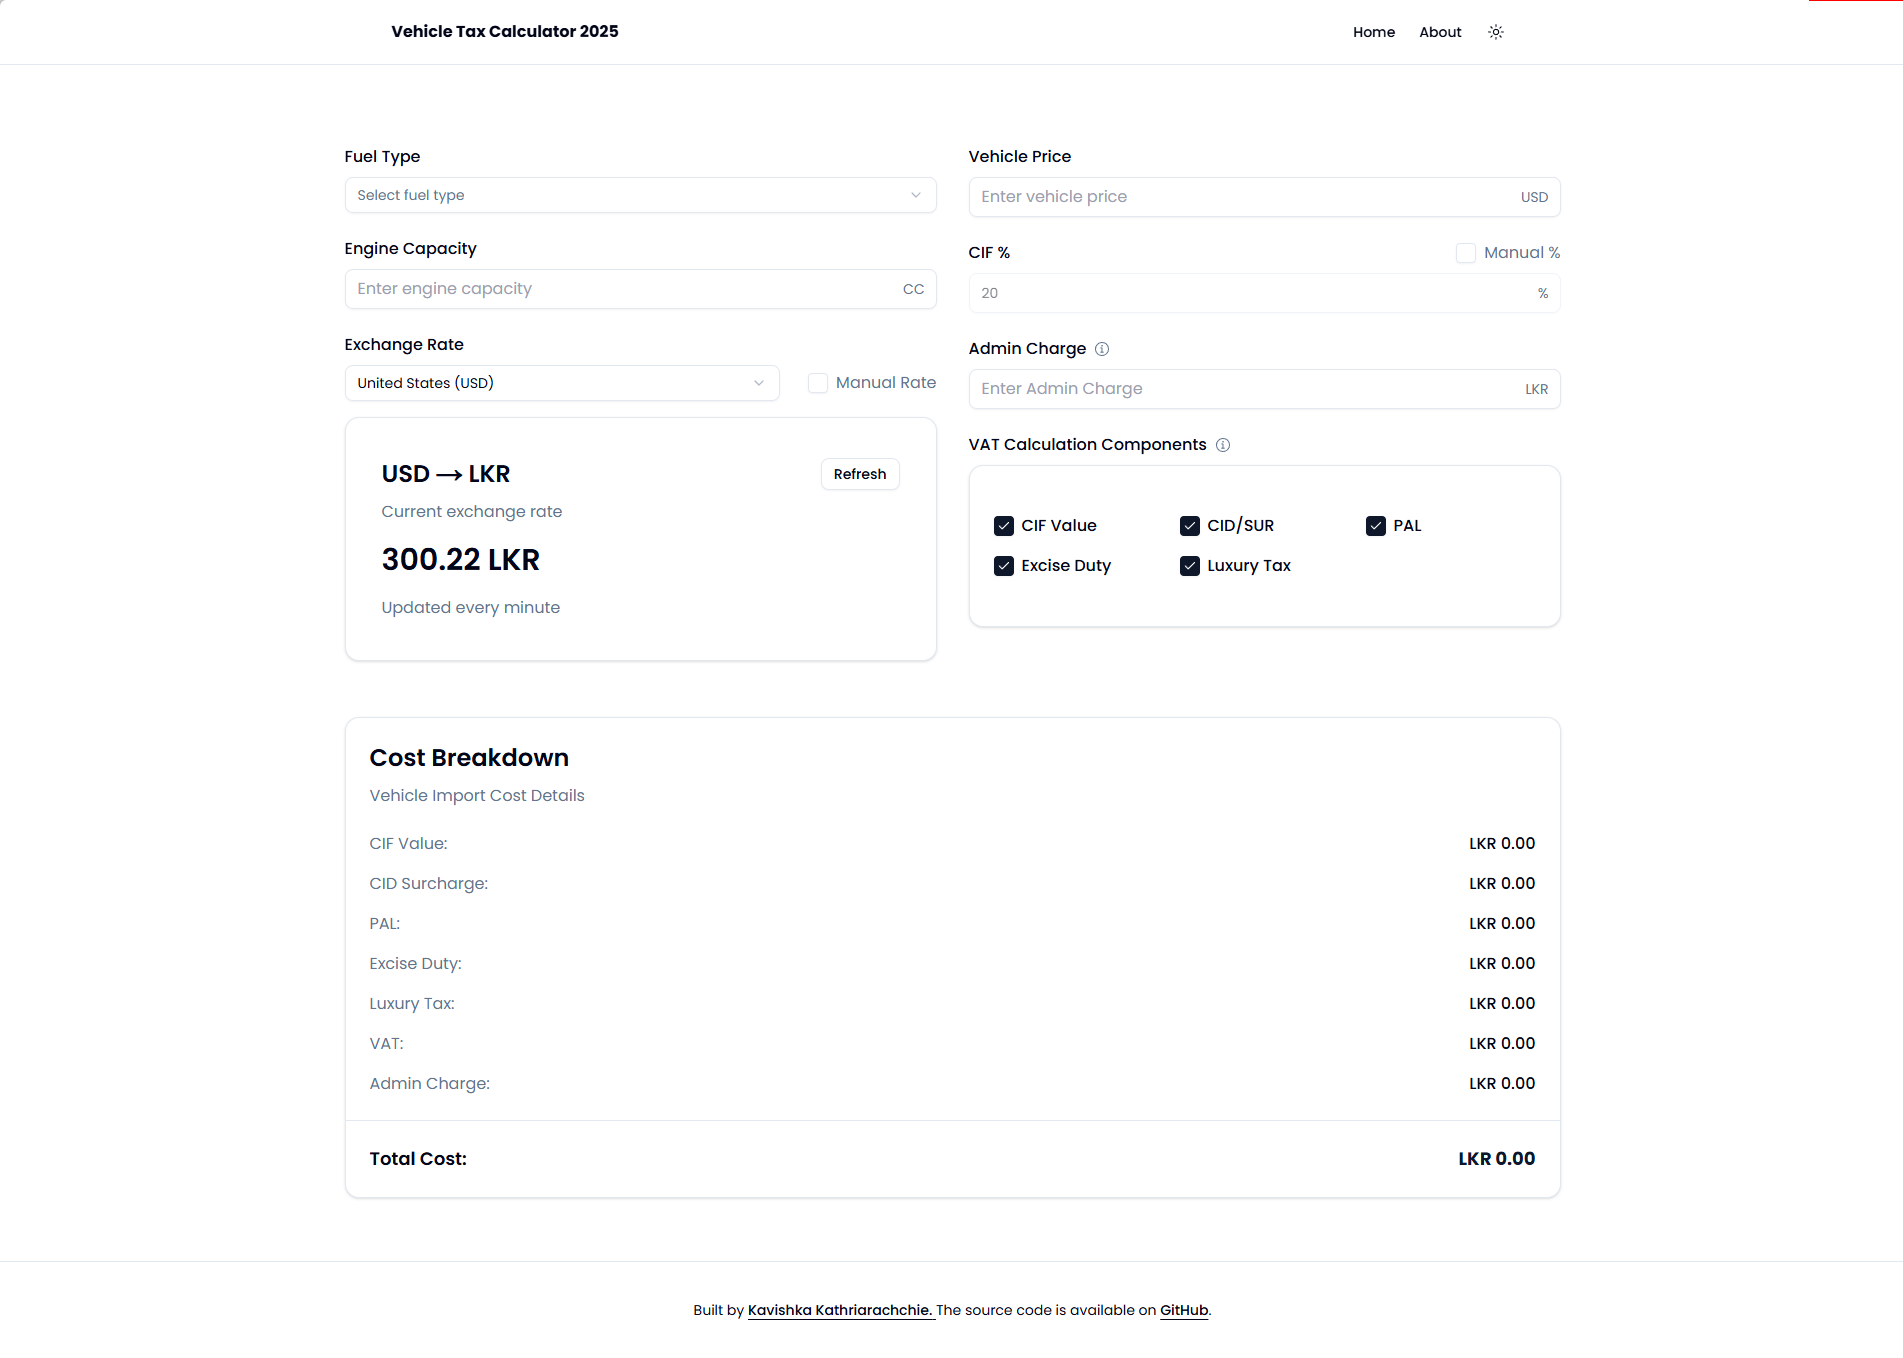 Vehicle Tax Calculator 2025
Home
About
Fuel Type
Select fuel type
Engine Capacity
Enter engine capacity
CC
Exchange Rate
United States (USD)
Manual Rate
USD → LKR
Refresh
Current exchange rate
300.22 LKR
Updated every minute
Vehicle Price
Enter vehicle price
USD
CIF %
Manual %
20
%
Admin Charge
Enter Admin Charge
LKR
VAT Calculation Components
CIF Value
CID/SUR
PAL
Excise Duty
Luxury Tax
Cost Breakdown
Vehicle Import Cost Details
CIF Value: LKR 0.00
CID Surcharge: LKR 0.00
PAL: LKR 0.00
Excise Duty: LKR 0.00
Luxury Tax: LKR 0.00
VAT: LKR 0.00
Admin Charge: LKR 0.00
Total Cost: LKR 0.00
Built by Kavishka Kathriarachchie. The source code is available on GitHub.